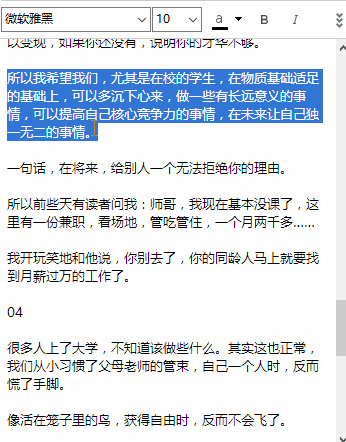 微软雅黑 10 a B I
以变现，如果你还没有，说明你的才华不够。
所以我希望我们，尤其是在校的学生，在物质基础适足
的基础上，可以多沉下心来，做一些有长远意义的事
情，可以提高自己核心竞争力的事情，在未来让自己独
一无二的事情。
一句话，在将来，给别人一个无法拒绝你的理由。
所以前些天有读者问我：师哥，我现在基本没课了，这
里有一份兼职，看场地，管吃管住，一个月两千多......
我开玩笑地和他说，你别去了，你的同龄人马上就要找
到月薪过万的工作了。
04
很多人上了大学，不知道该做些什么。其实这也正常，
我们从小习惯了父母老师的管束，自己一个人时，反而
慌了手脚。
像活在笼子里的鸟，获得自由时，反而不会飞了。